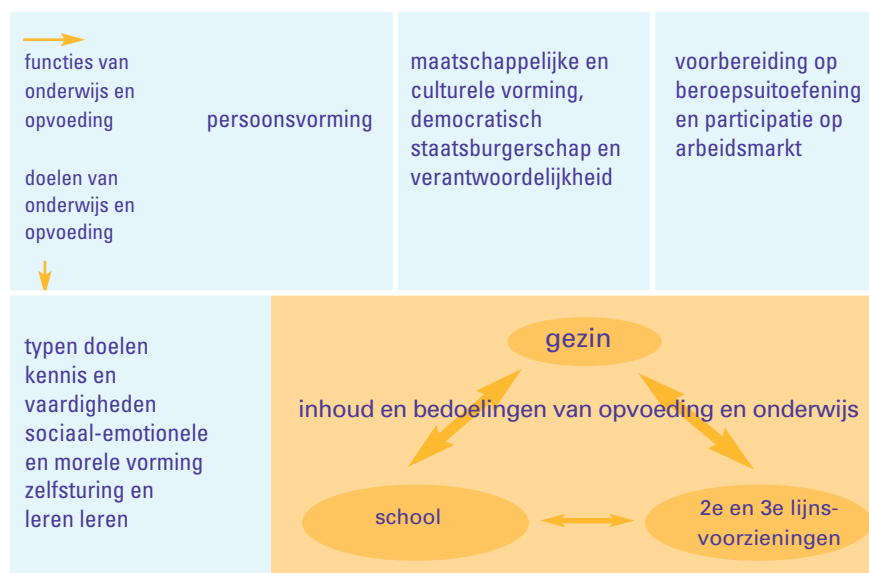 functies van
onderwijs en
opvoeding
doelen van
onderwijs en
opvoeding
persoonsvorming
maatschappelijke en
culturele vorming,
democratisch
staatsburgerschap en
verantwoordelijkheid
voorbereiding op
beroepsuitoefening
en participatie op
arbeidsmarkt
typen doelen
kennis en
vaardigheden
sociaal-emotionele
en morele vorming
zelfsturing en
leren leren
gezin
inhoud en bedoelingen van opvoeding en onderwijs
school
2e en 3e lijns-
voorzieningen